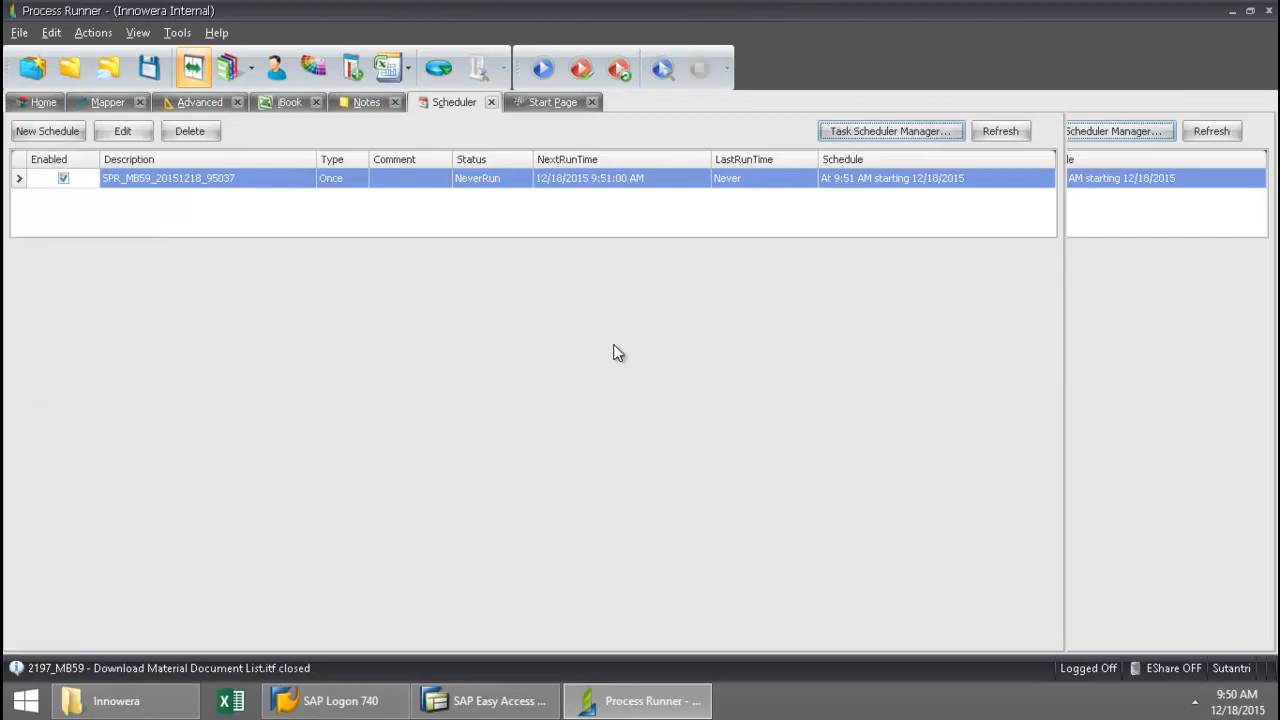 Process Runner - (Innowera Internal)
File Edit Actions View Tools Help
Home Mapper Advanced iBook Notes Scheduler Start Page
New Schedule Edit Delete Task Scheduler Manager... Refresh Scheduler Manager... Refresh
Enabled Description Type Comment Status NextRunTime LastRunTime Schedule le
SPR_MB59_20151218_95037 Once NeverRun 12/18/2015 9:51:00 AM Never At 9:51 AM starting 12/18/2015 AM starting 12/18/2015
2197_MB59 - Download Material Document List.itf closed Logged Off EShare OFF Sutantri
Innowera SAP Logon 740 SAP Easy Access ... Process Runner - ... 9:50 AM
12/18/2015